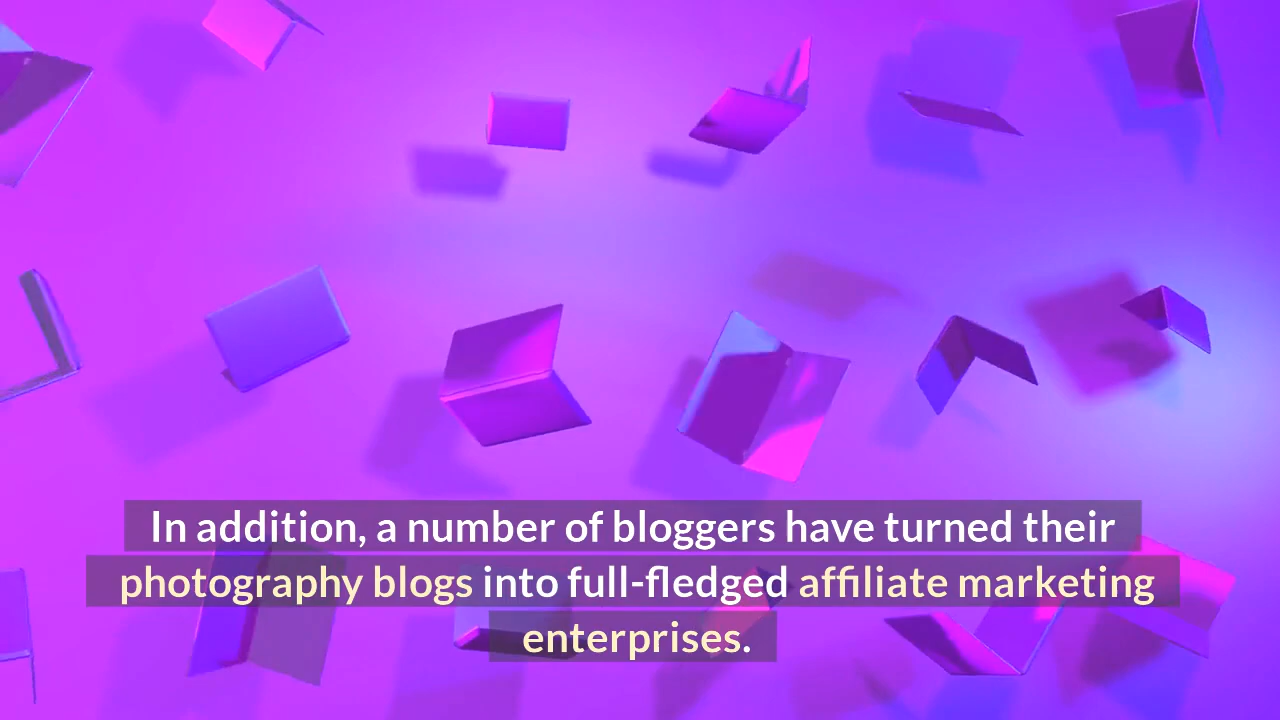 In addition, a number of bloggers have turned their
photography blogs into full-fledged affiliate marketing
enterprises.